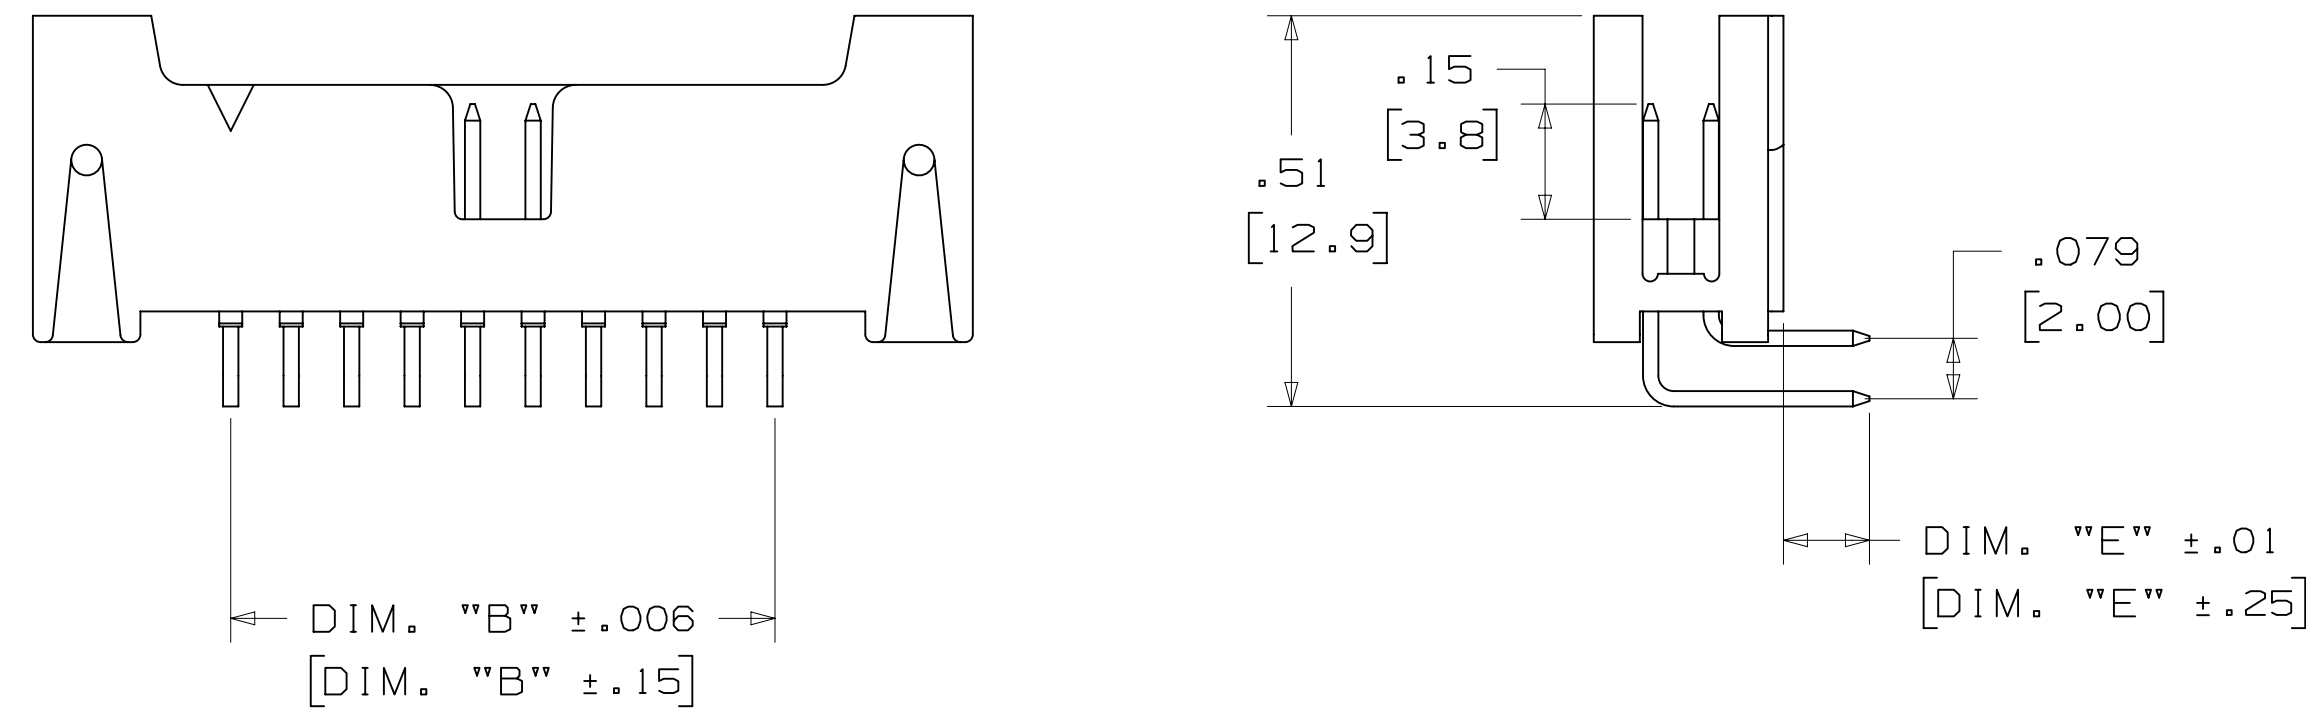 .15
[3.8]
.51
[12.9]
.079
[2.00]
DIM. "E" ±.01
[DIM. "E" ±.25]
DIM. "B" ±.006
[DIM. "B" ±.15]